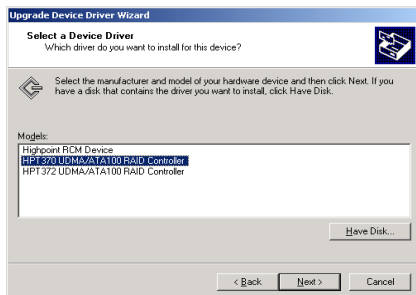 Upgrade Device Driver Wizard
Select a Device Driver
Which driver do you want to install for this device?
Select the manufacturer and model of your hardware device and then click Next. If you
have a disk that contains the driver you want to install, click Have Disk.
Models:
Highpoint RCM Device
HPT370 UDMA/ATA100 RAID Controller
HPT372 UDMA/ATA100 RAID Controller
Have Disk...
< Back
Next >
Cancel